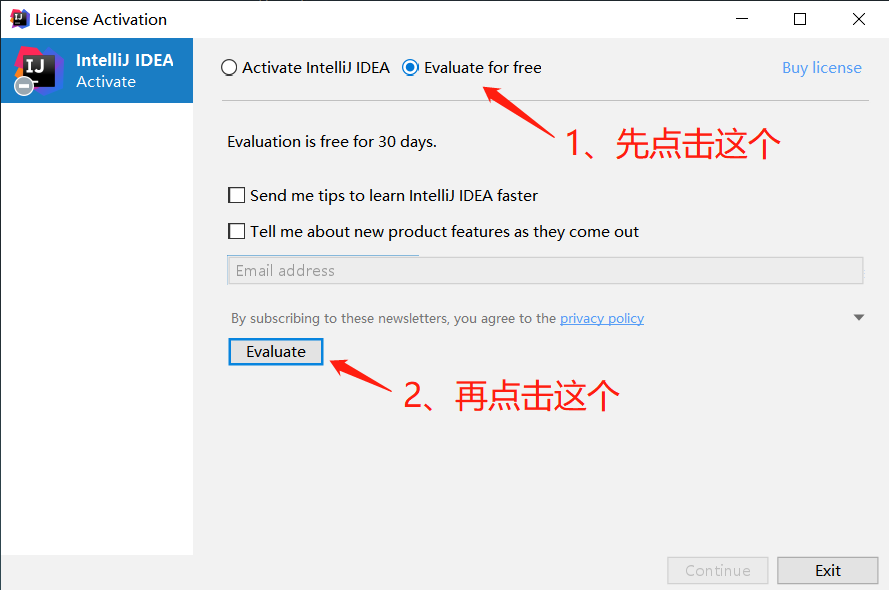 License Activation
IJ
IntelliJ IDEA
Activate
Activate IntelliJ IDEA
Evaluate for free
Buy license
1、先点击这个
Evaluation is free for 30 days.
Send me tips to learn IntelliJ IDEA faster
Tell me about new product features as they come out
Email address
By subscribing to these newsletters, you agree to the privacy policy
Evaluate
2、再点击这个
Continue
Exit